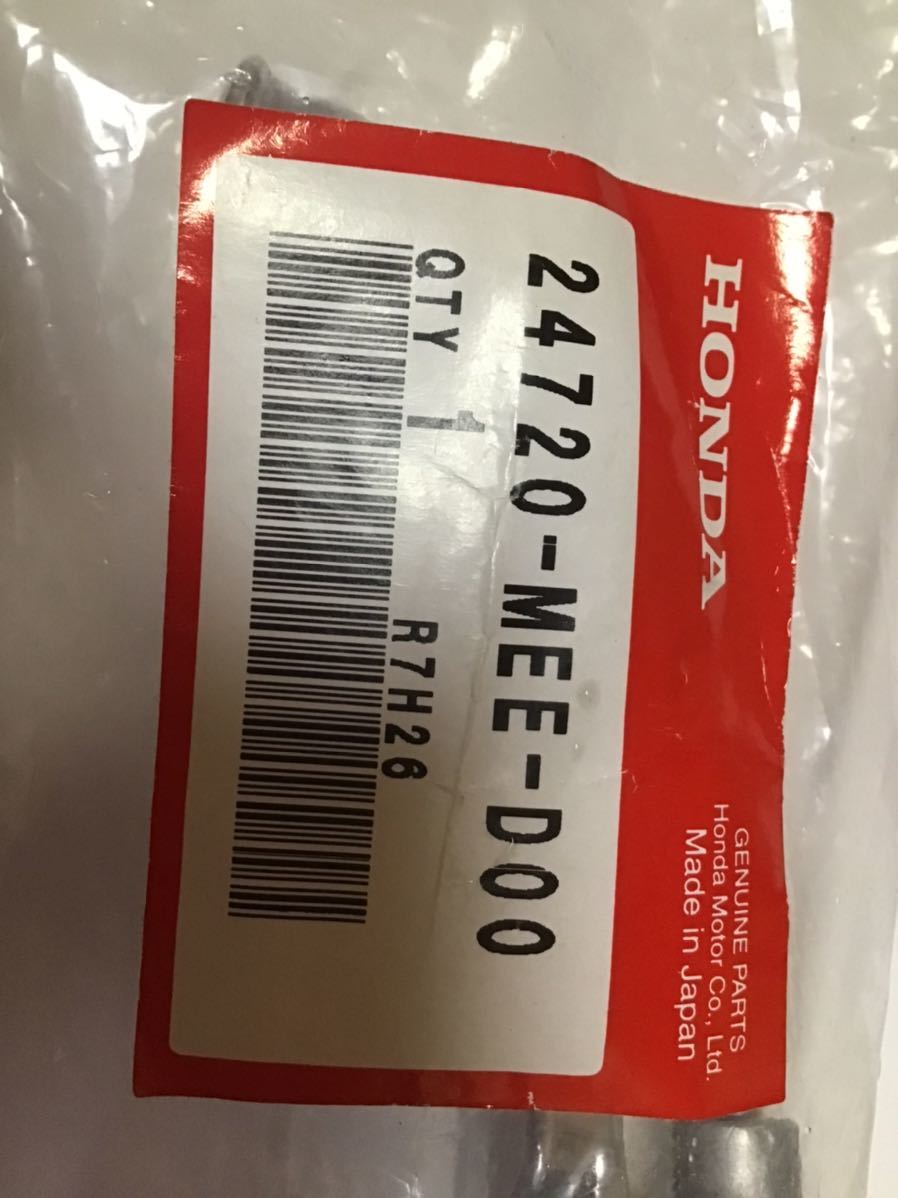 HONDA
GENUINE PARTS
Honda Motor Co., Ltd.
Made in Japan
24720-MEE-D00
QTY 1 R7H26